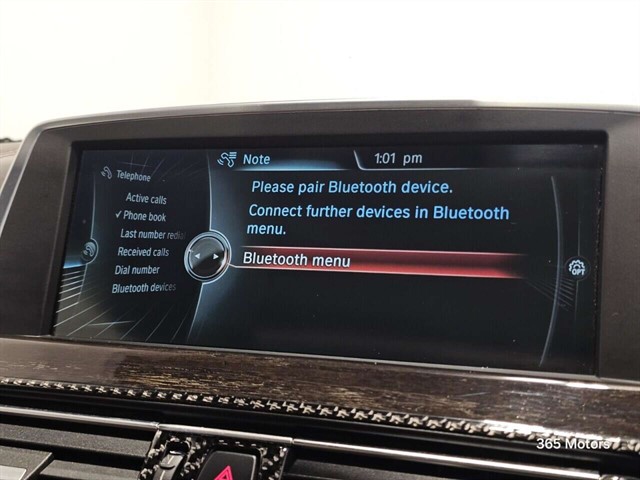 Telephone
Active calls
Phone book
Last number redial
Received calls
Dial number
Bluetooth devices
Note
1:01 pm
Please pair Bluetooth device.
Connect further devices in Bluetooth
menu.
Bluetooth menu
OPT
365 Motors